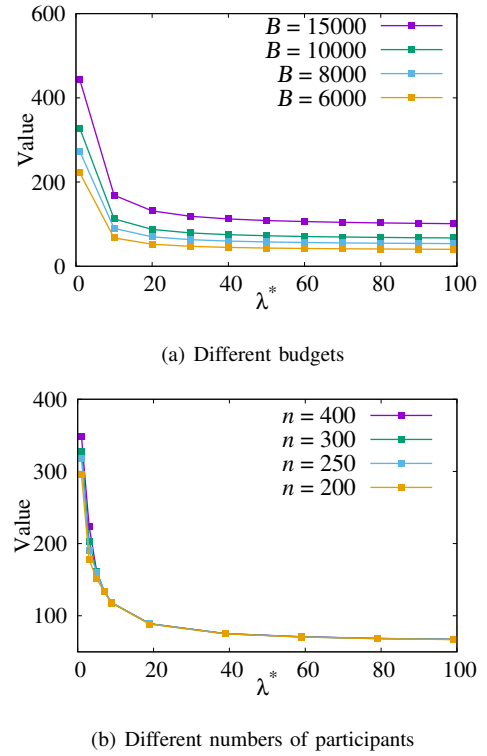 600
400
200
0
Value
B = 15000
B = 10000
B = 8000
B = 6000
0 20 40 60 80 100
λ*
(a) Different budgets
400
300
200
100
Value
n = 400
n = 300
n = 250
n = 200
0 20 40 60 80 100
λ*
(b) Different numbers of participants